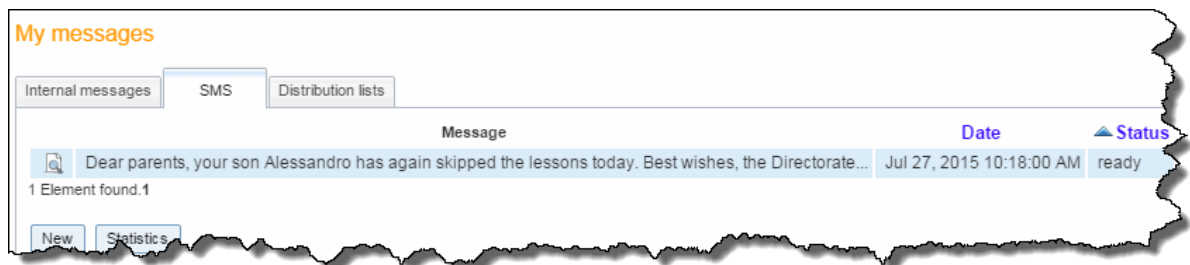 My messages
Internal messages SMS Distribution lists
Message Date Status
Dear parents, your son Alessandro has again skipped the lessons today. Best wishes, the Directorate... Jul 27, 2015 10:18:00 AM ready
1 Element found.1
New Statistics